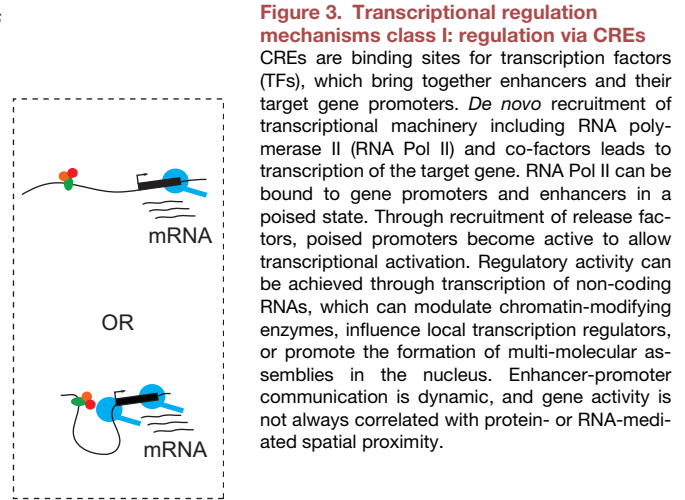 Figure 3. Transcriptional regulation
mechanisms class I: regulation via CREs
CREs are binding sites for transcription factors
(TFs), which bring together enhancers and their
target gene promoters. De novo recruitment of
transcriptional machinery including RNA poly-
merase II (RNA Pol II) and co-factors leads to
transcription of the target gene. RNA Pol II can be
bound to gene promoters and enhancers in a
poised state. Through recruitment of release fac-
tors, poised promoters become active to allow
transcriptional activation. Regulatory activity can
be achieved through transcription of non-coding
RNAs, which can modulate chromatin-modifying
enzymes, influence local transcription regulators,
or promote the formation of multi-molecular as-
semblies in the nucleus. Enhancer-promoter
communication is dynamic, and gene activity is
not always correlated with protein- or RNA-medi-
ated spatial proximity.
mRNA
OR
mRNA